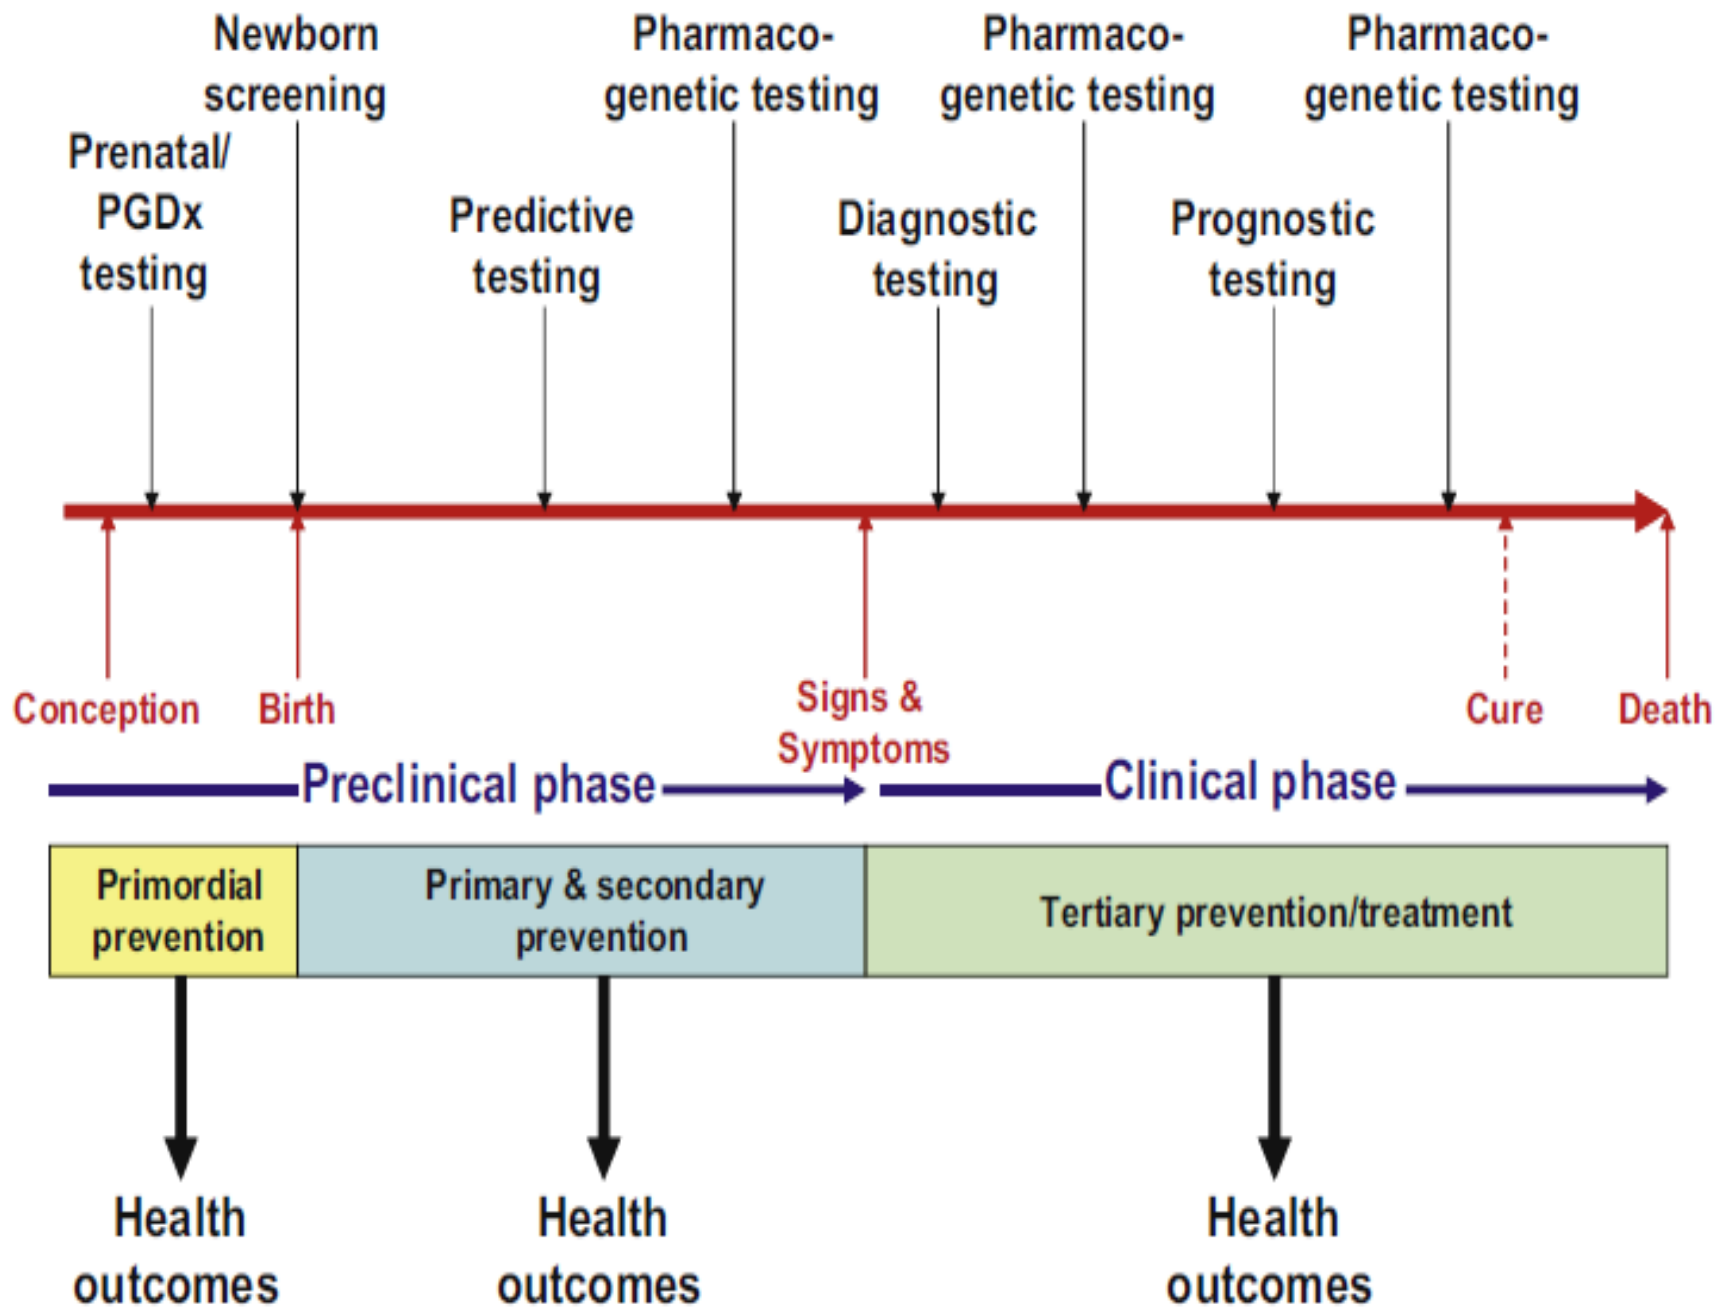 Newborn
screening
Pharmaco-
genetic testing
Pharmaco-
genetic testing
Pharmaco-
genetic testing
Prenatal/
PGDx
testing
Predictive
testing
Diagnostic
testing
Prognostic
testing
Conception
Birth
Signs &
Symptoms
Cure
Death
Preclinical phase
Clinical phase
Primordial
prevention
Primary & secondary
prevention
Tertiary prevention/treatment
Health
outcomes
Health
outcomes
Health
outcomes